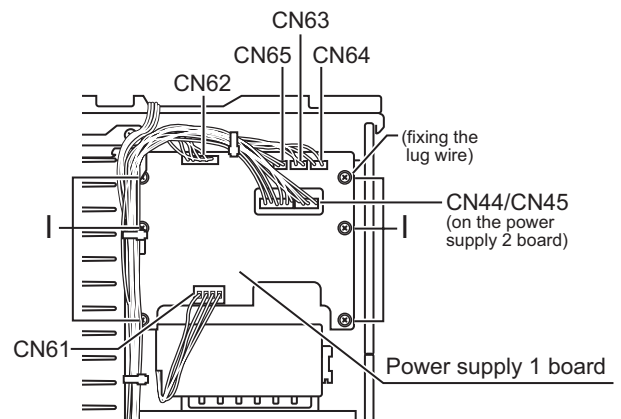 CN63
CN65
CN64
CN62
(fixing the
lug wire)
CN44/CN45
(on the power
supply 2 board)
I
I
CN61
Power supply 1 board